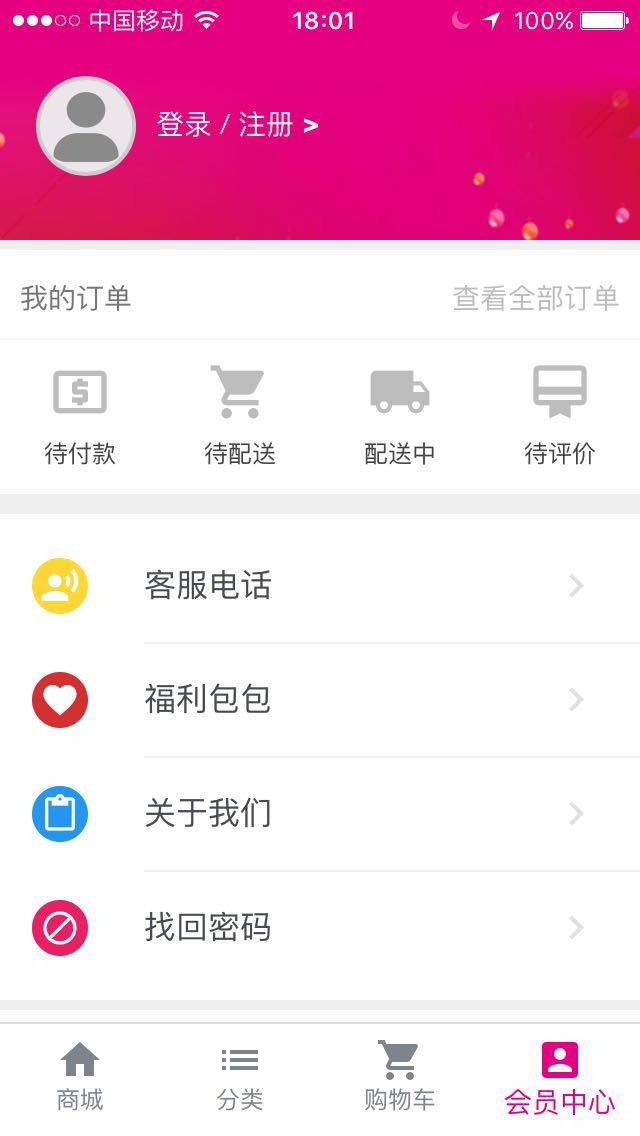 中国移动 18:01 100%
登录 / 注册 >
我的订单 查看全部订单
待付款 待配送 配送中 待评价
客服电话
福利包包
关于我们
找回密码
商城 分类 购物车 会员中心